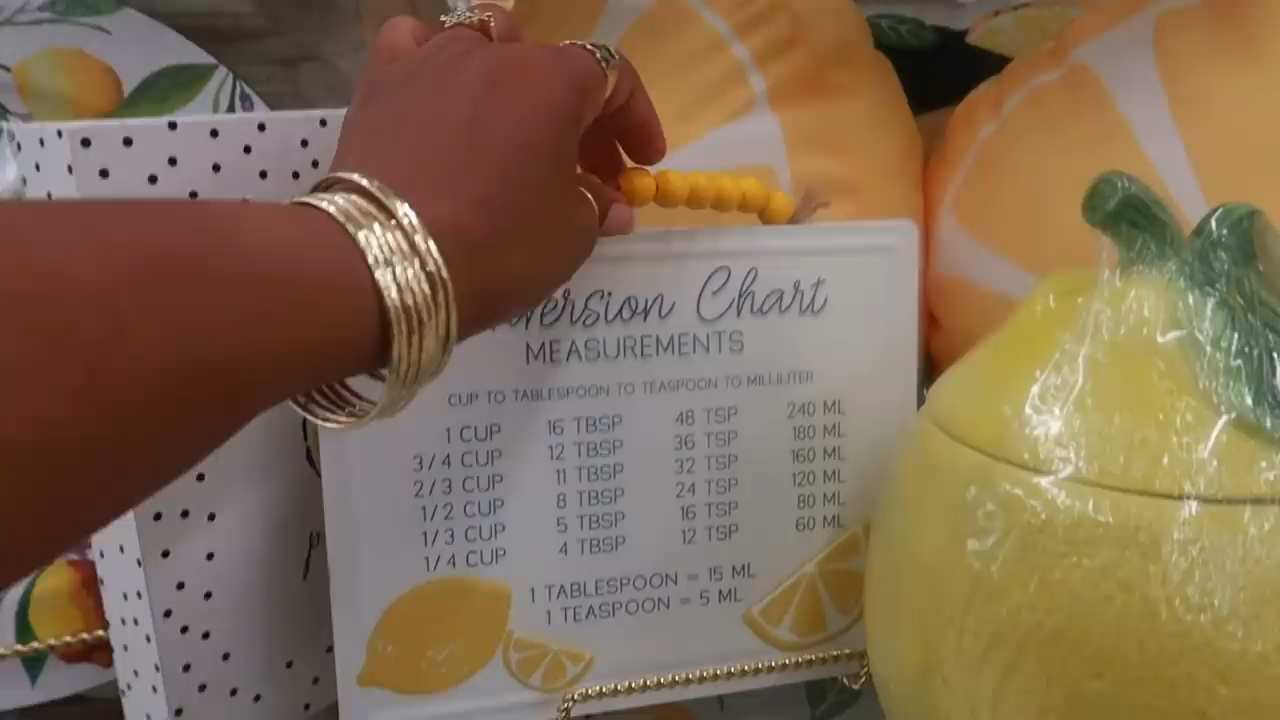 Chart
MEASUREMENTS
CUP TO TABLESPOON TO TEASPOON TO MILLILITER
1 CUP 16 TBSP 48 TSP 240 ML
3/4 CUP 12 TBSP 36 TSP 180 ML
2/3 CUP 11 TBSP 32 TSP 160 ML
1/2 CUP 8 TBSP 24 TSP 120 ML
1/3 CUP 5 TBSP 16 TSP 80 ML
1/4 CUP 4 TBSP 12 TSP 60 ML
1 TABLESPOON = 15 ML
1 TEASPOON = 5 ML